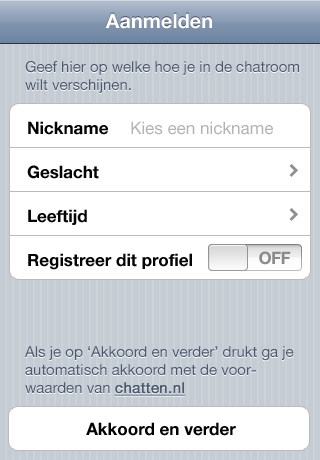 Aanmelden
Geef hier op welke hoe je in de chatroom
wilt verschijnen.
Nickname Kies een nickname
Geslacht
Leeftijd
Registreer dit profiel OFF
Als je op ‘Akkoord en verder’ drukt ga je
automatisch akkoord met de voor-
waarden van chatten.nl
Akkoord en verder